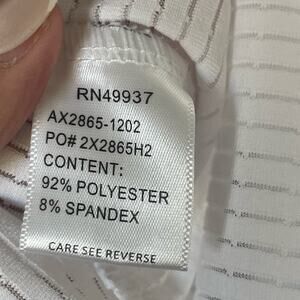 RN49937
AX2865-1202
PO# 2X2865H2
CONTENT:
92% POLYESTER
8% SPANDEX
CARE SEE REVERSE